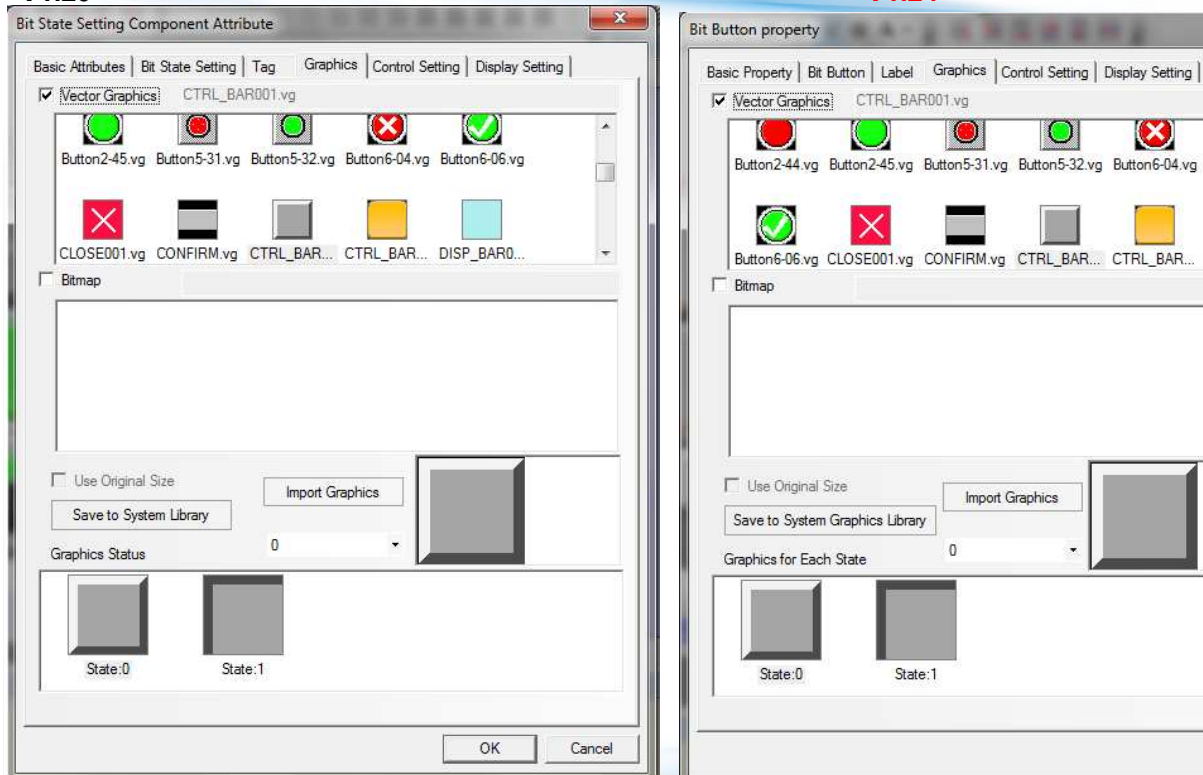 Bit State Setting Component Attribute
Basic Attributes Bit State Setting Tag Graphics Control Setting Display Setting
Vector Graphics CTRL_BAR001.vg
Button2-45.vg Button5-31.vg Button5-32.vg Button6-04.vg Button6-06.vg
CLOSE001.vg CONFIRM.vg CTRL_BAR... CTRL_BAR... DISP_BAR0...
Bitmap
Use Original Size
Import Graphics
Save to System Library
Graphics Status
0
State:0 State:1
OK Cancel
Bit Button property
Basic Property Bit Button Label Graphics Control Setting Display Setting
Vector Graphics CTRL_BAR001.vg
Button2-44.vg Button2-45.vg Button5-31.vg Button5-32.vg Button6-04.vg
Button6-06.vg CLOSE001.vg CONFIRM.vg CTRL_BAR... CTRL_BAR...
Bitmap
Use Original Size
Import Graphics
Save to System Graphics Library
Graphics for Each State
0
State:0 State:1